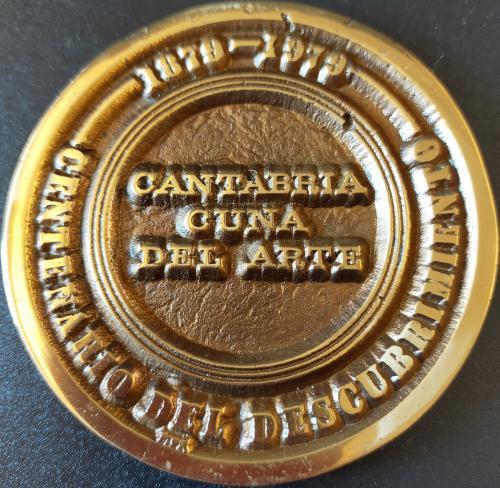 1879-1979
CANTABRIA
CUNA
DEL ARTE
CENTENARIO DEL DESCUBRIMIENTO